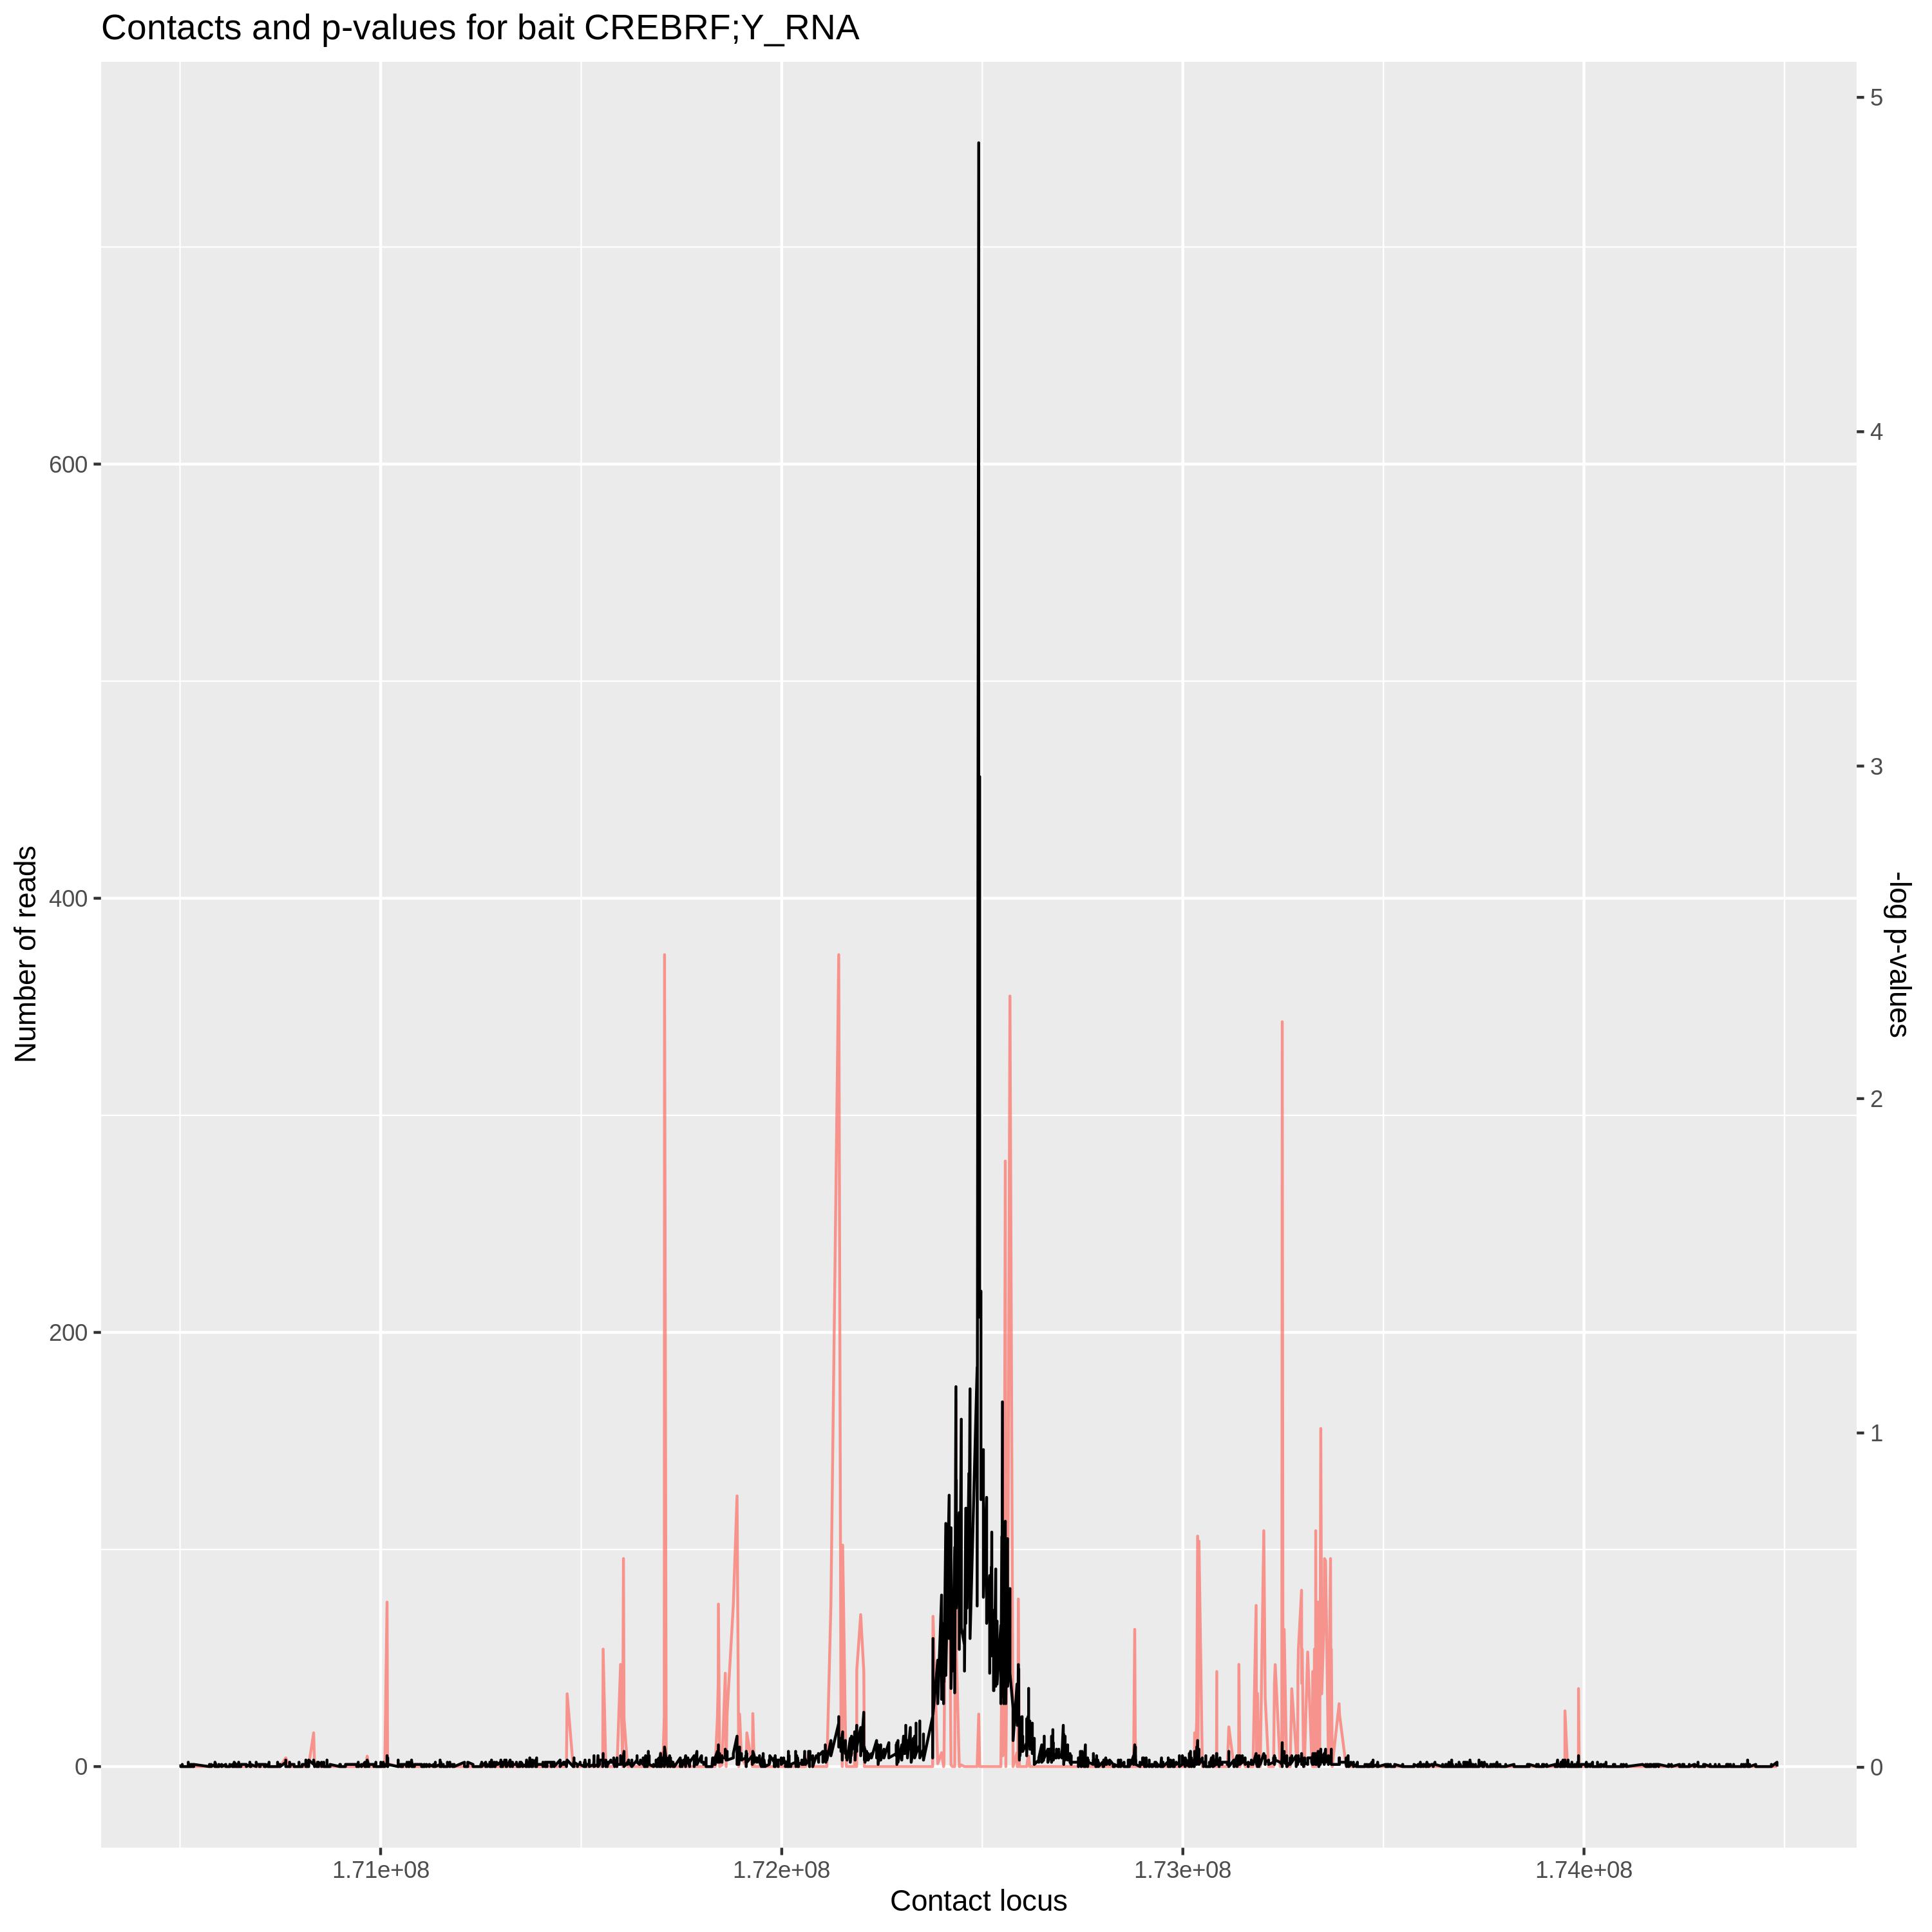 Contacts and p-values for bait CREBRF;Y_RNA
Number of reads
600
400
200
0
5
4
3
2
1
0
-log p-values
1.71e+08
1.72e+08
1.73e+08
1.74e+08
Contact locus